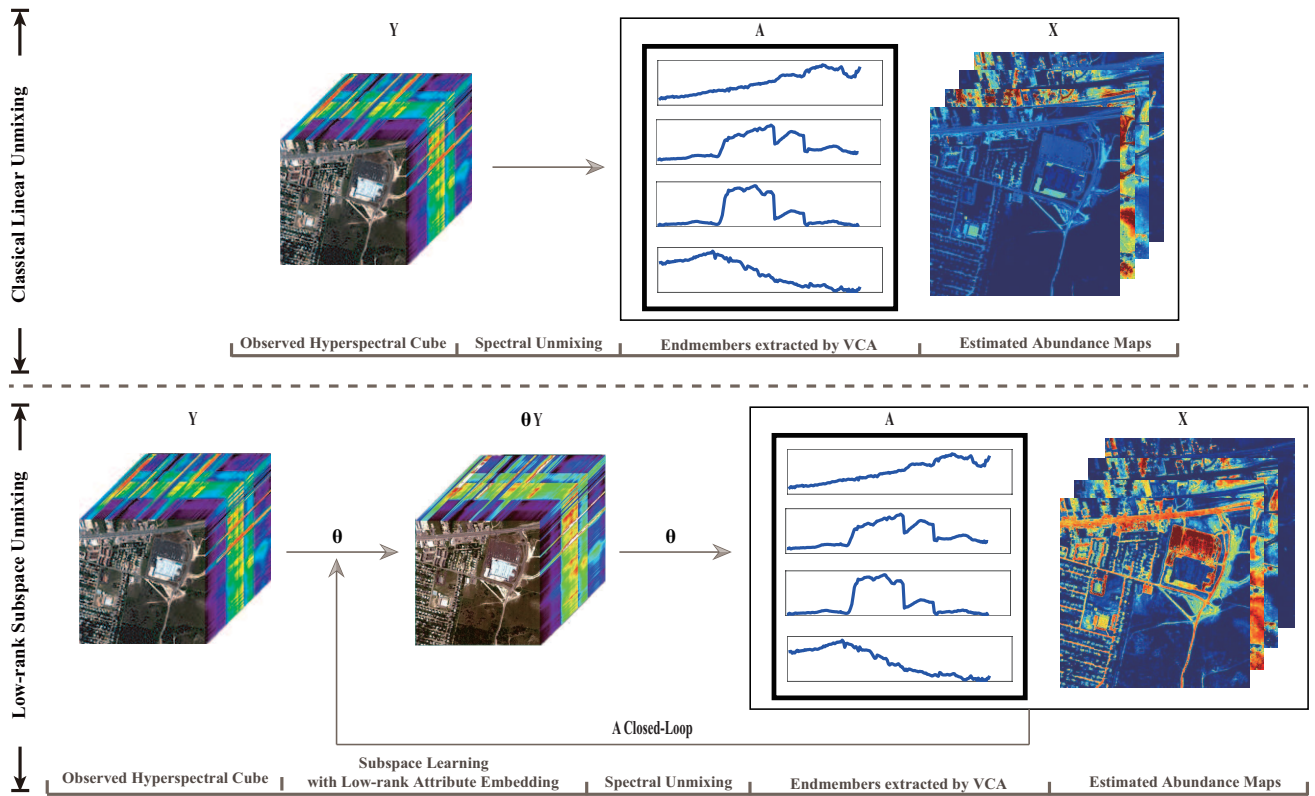 Classical Linear Unmixing
Y
A
X
Observed Hyperspectral Cube
Spectral Unmixing
Endmembers extracted by VCA
Estimated Abundance Maps
Low-rank Subspace Unmixing
Y
θY
A
X
θ
θ
A Closed-Loop
Observed Hyperspectral Cube
Subspace Learning
with Low-rank Attribute Embedding
Spectral Unmixing
Endmembers extracted by VCA
Estimated Abundance Maps